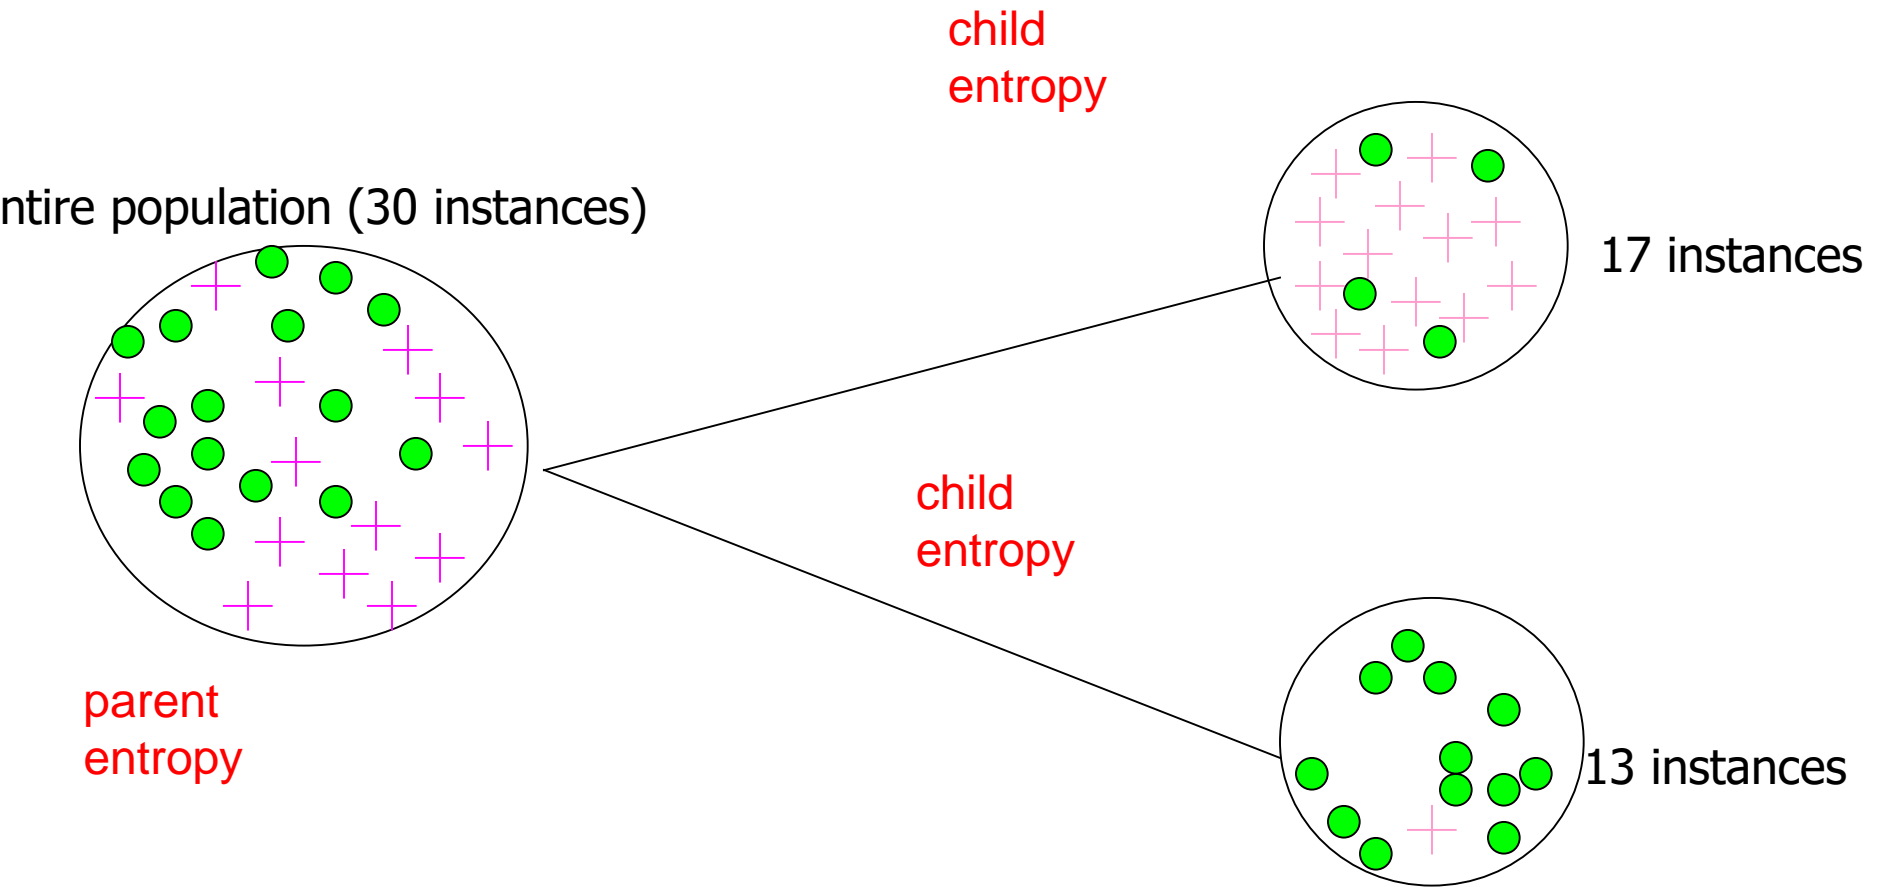 child
entropy
ntire population (30 instances)
17 instances
child
entropy
parent
entropy
13 instances